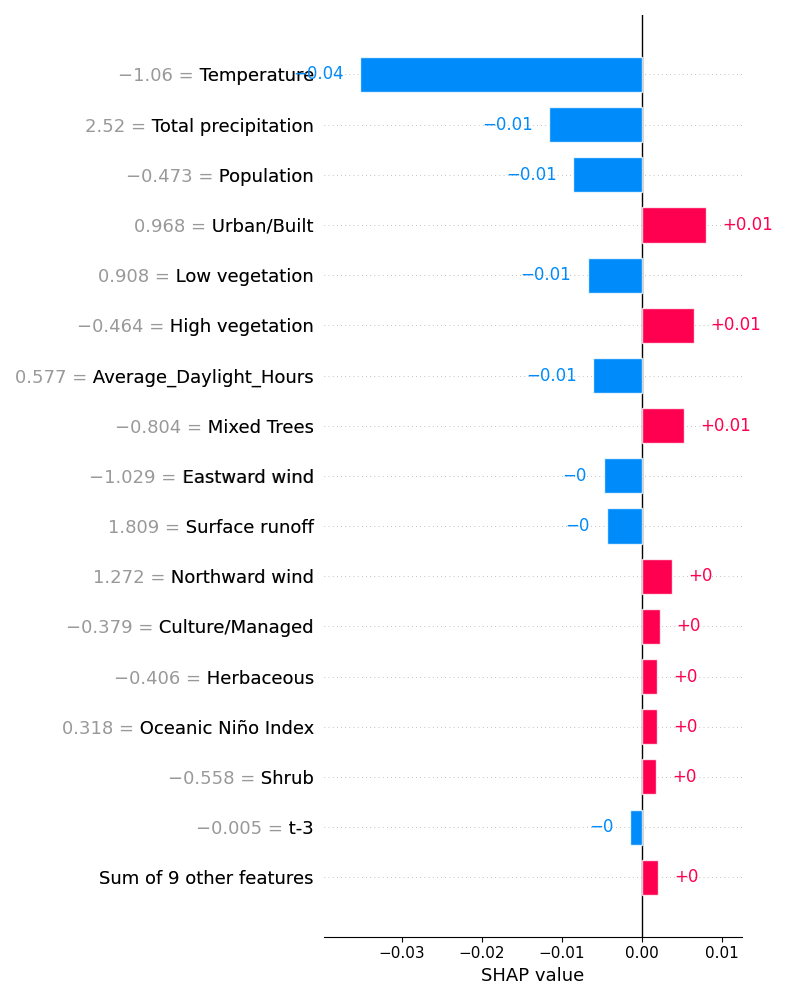 −1.06 = Temperature −0.04
2.52 = Total precipitation −0.01
−0.473 = Population −0.01
0.968 = Urban/Built +0.01
0.908 = Low vegetation −0.01
−0.464 = High vegetation +0.01
0.577 = Average_Daylight_Hours −0.01
−0.804 = Mixed Trees +0.01
−1.029 = Eastward wind −0
1.809 = Surface runoff −0
1.272 = Northward wind +0
−0.379 = Culture/Managed +0
−0.406 = Herbaceous +0
0.318 = Oceanic Niño Index +0
−0.558 = Shrub +0
−0.005 = t-3 −0
Sum of 9 other features +0
−0.03 −0.02 −0.01 0.00 0.01
SHAP value